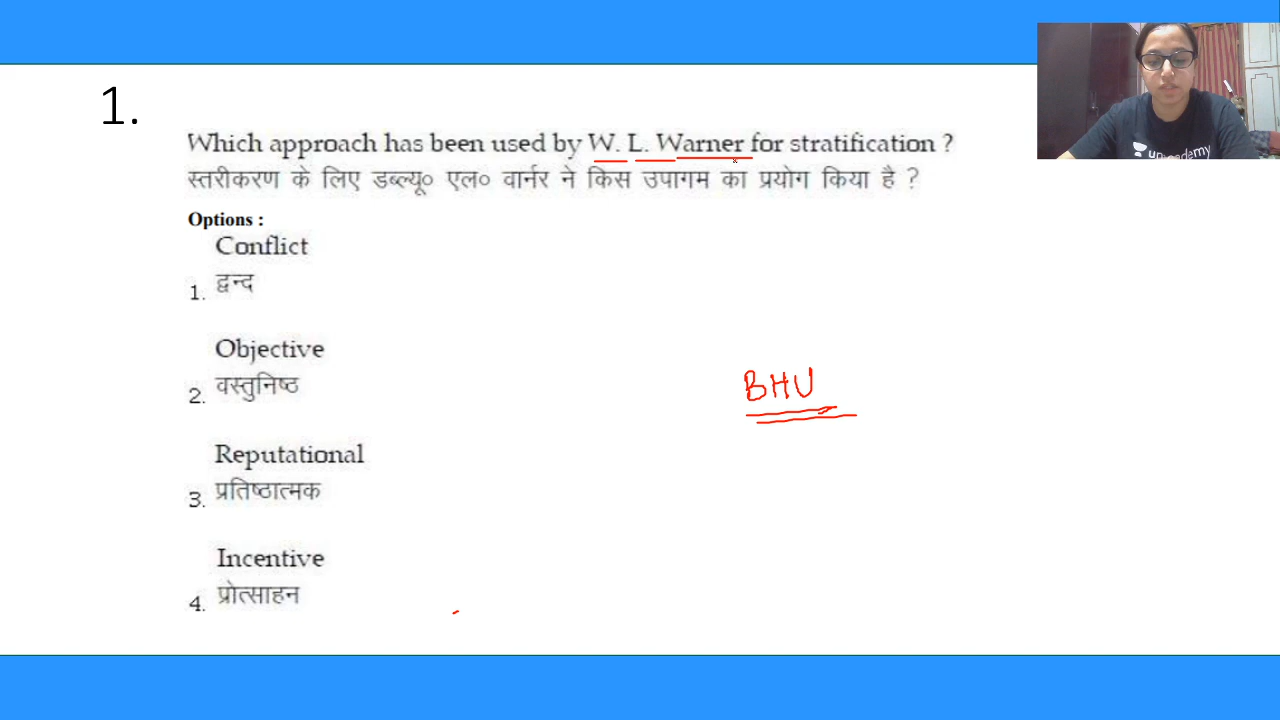 1.
Which approach has been used by W. L. Warner for stratification ?
स्तरीकरण के लिए डब्ल्यू० एल० वार्नर ने किस उपागम का प्रयोग किया है ?
Options :
Conflict
1. द्वन्द
Objective
2. वस्तुनिष्ठ
BHU
Reputational
3. प्रतिष्ठात्मक
Incentive
4. प्रोत्साहन